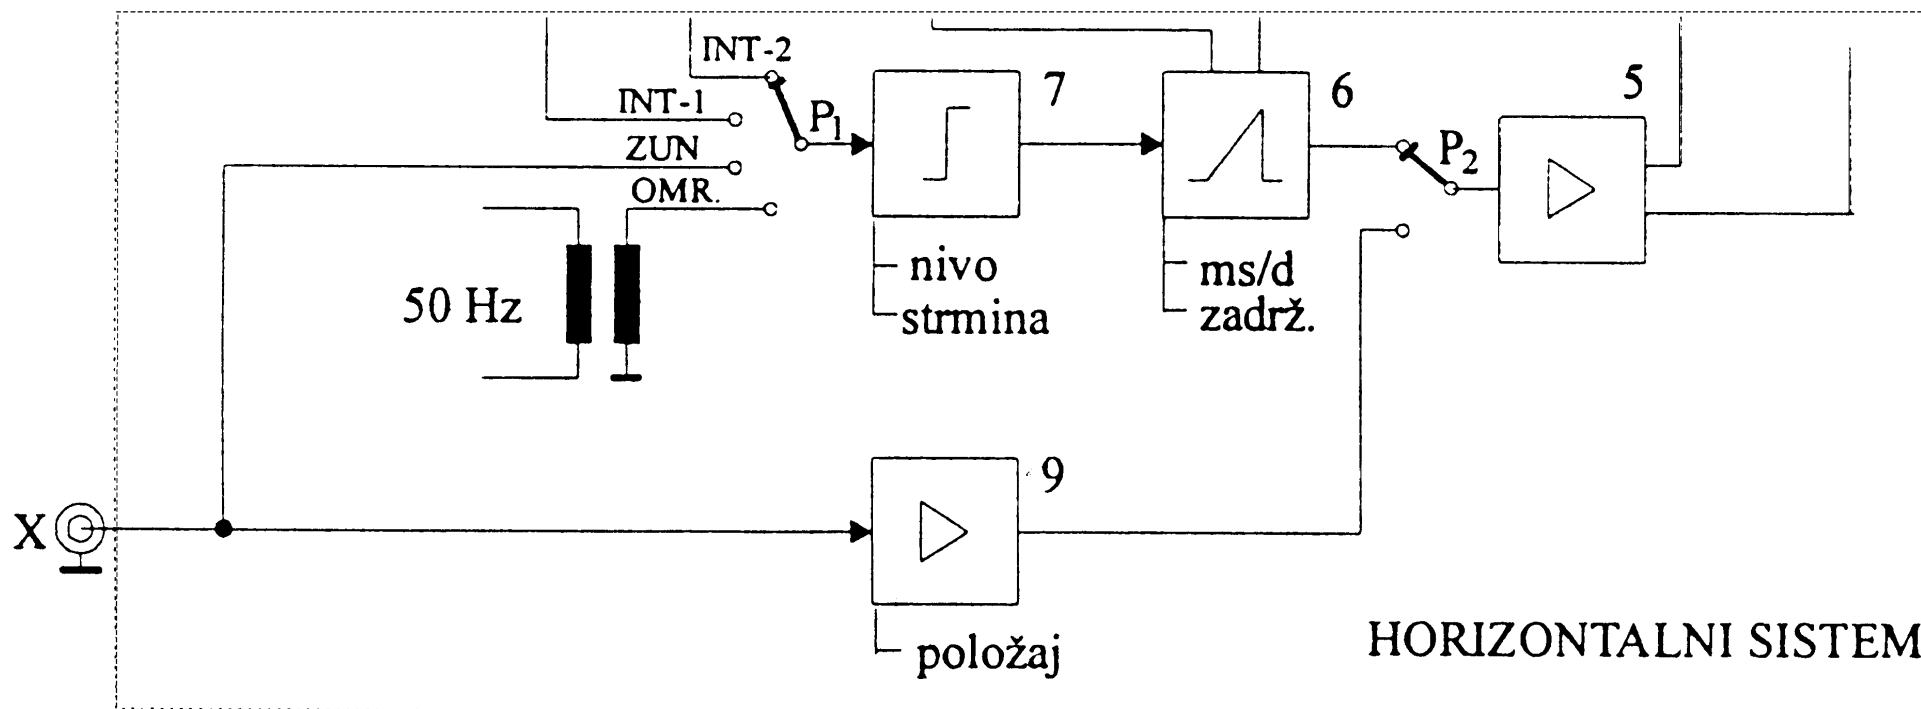 INT-2
INT-1
ZUN
OMR.
P1
7
6
P2
5
nivo
strmina
ms/d
zadrž.
50 Hz
X
9
položaj
HORIZONTALNI SISTEM